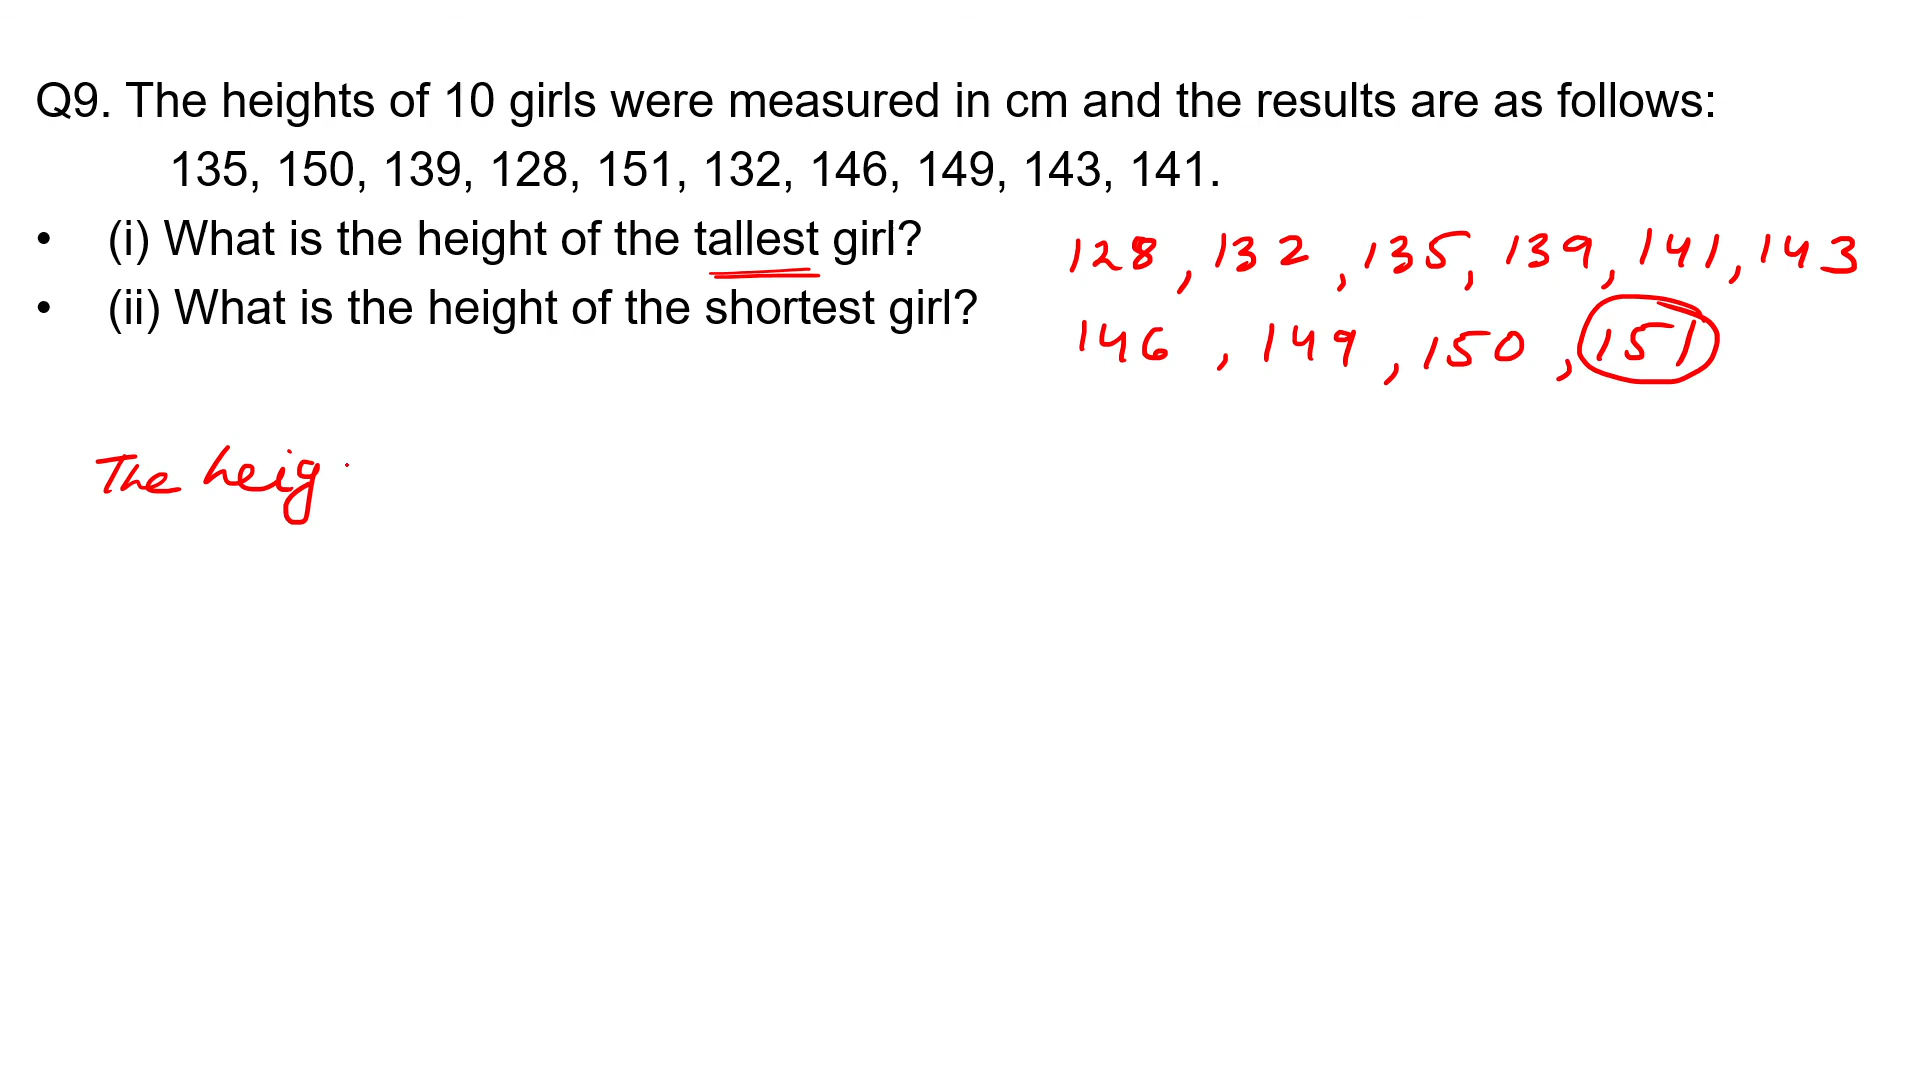 Q9. The heights of 10 girls were measured in cm and the results are as follows:
135, 150, 139, 128, 151, 132, 146, 149, 143, 141.
• (i) What is the height of the tallest girl?
• (ii) What is the height of the shortest girl?
128, 132, 135, 139, 141, 143
146, 149, 150, 151
The heig